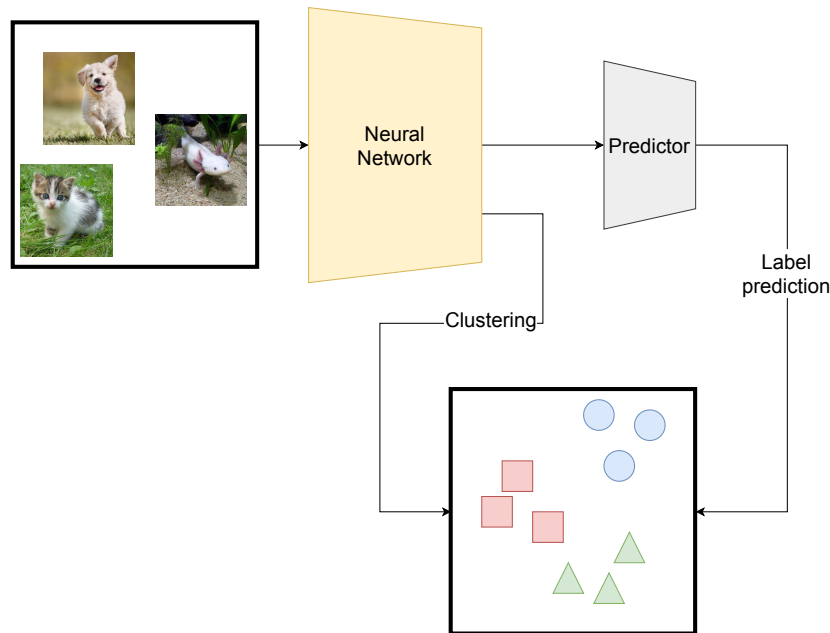 Neural
Network
Predictor
Label
prediction
Clustering